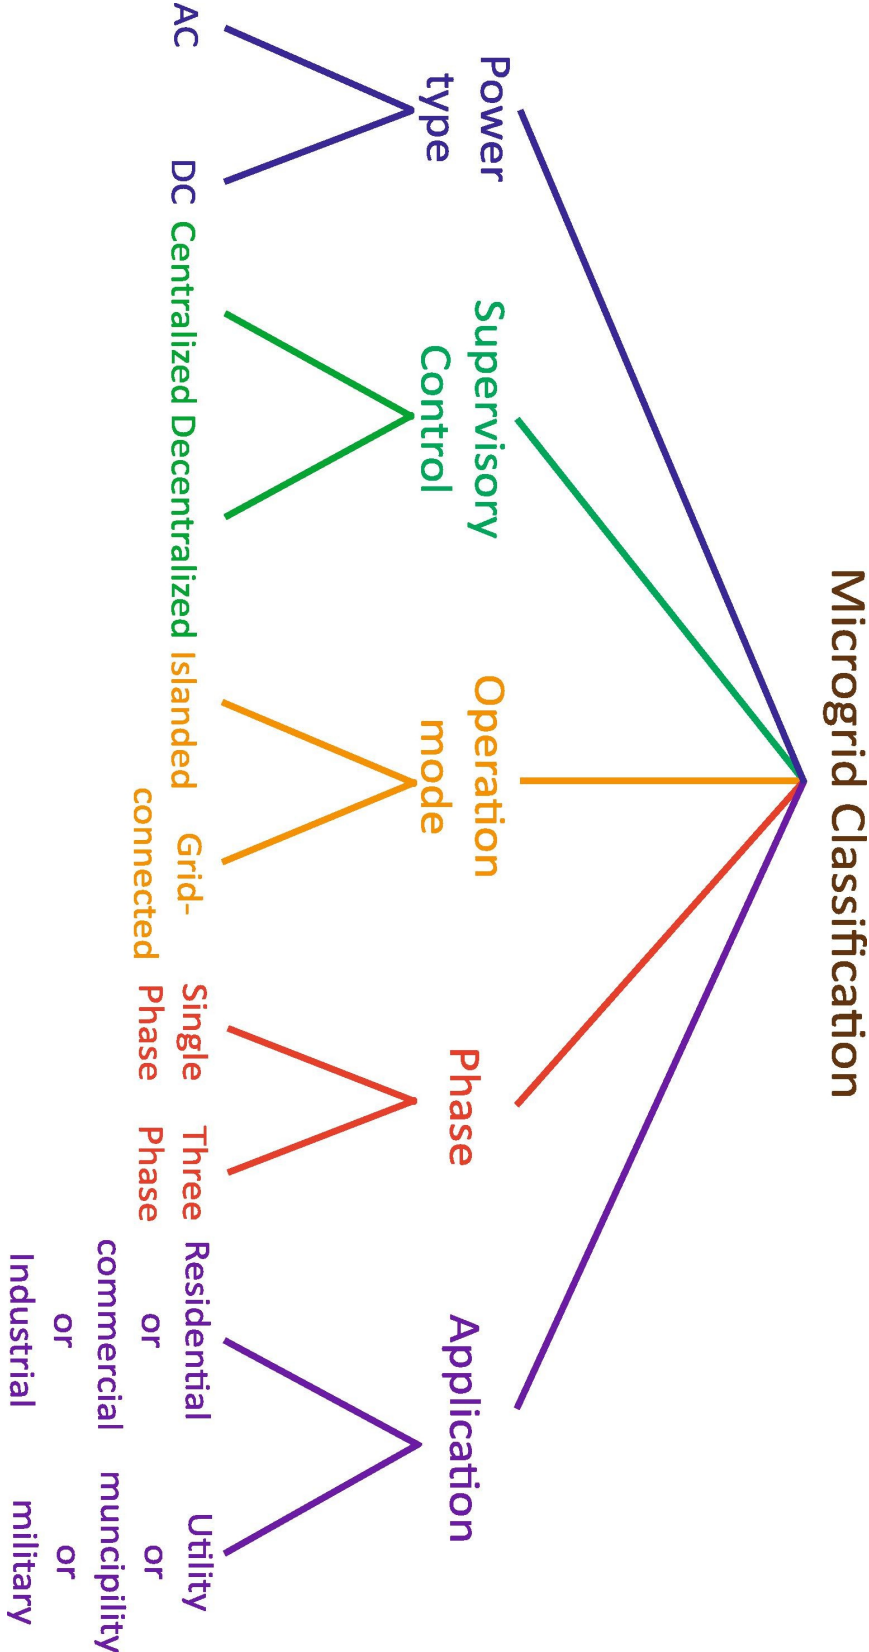 Microgrid Classification
Power
type
Supervisory
Control
Operation
mode
Phase
Application
AC
DC
Centralized
Decentralized
Islanded
Grid-
connected
Single
Phase
Three
Phase
Residential
or
commercial
or
Industrial
Utility
or
muncipility
or
military